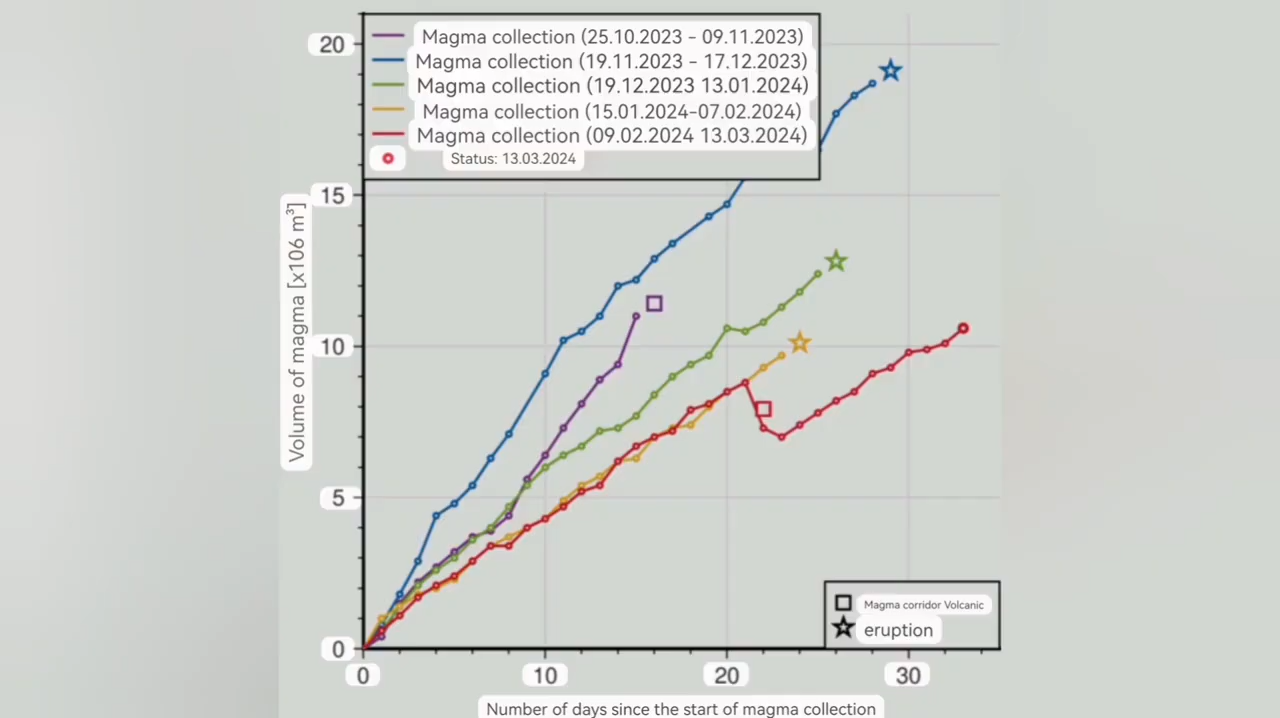 Magma collection (25.10.2023 - 09.11.2023)
Magma collection (19.11.2023 - 17.12.2023)
Magma collection (19.12.2023 13.01.2024)
Magma collection (15.01.2024-07.02.2024)
Magma collection (09.02.2024 13.03.2024)
Status: 13.03.2024
20
15
10
5
0
Volume of magma [x106 m³]
Magma corridor Volcanic
eruption
0
10
20
30
Number of days since the start of magma collection